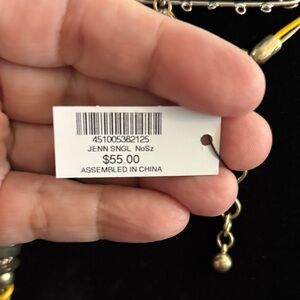 451005382125
JENN SNGL NoSz
$55.00
ASSEMBLED IN CHINA